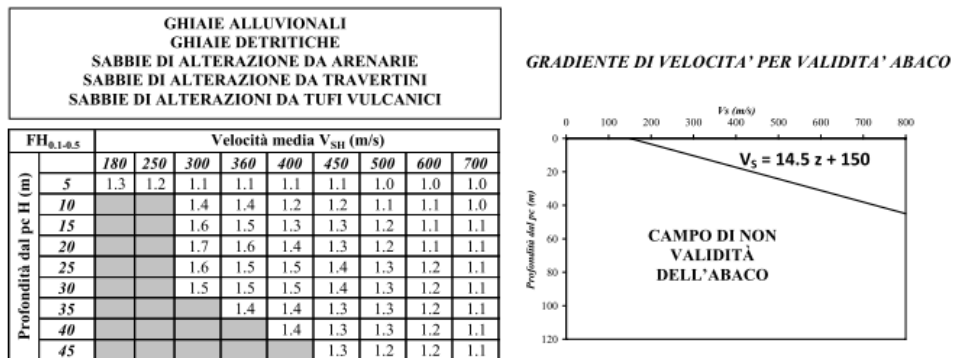 GHIAIE ALLUVIONALI
GHIAIE DETRITICHE
SABBIE DI ALTERAZIONE DA ARENARIE
SABBIE DI ALTERAZIONE DA TRAVERTINI
SABBIE DI ALTERAZIONI DA TUFI VULCANICI
FH0.1-0.5 Velocità media VSH (m/s)
180 250 300 360 400 450 500 600 700
Profondità dal pc H (m)
5 1.3 1.2 1.1 1.1 1.1 1.1 1.0 1.0 1.0
10 1.4 1.4 1.2 1.2 1.1 1.1 1.0
15 1.6 1.5 1.3 1.3 1.2 1.1 1.1
20 1.7 1.6 1.4 1.3 1.2 1.1 1.1
25 1.6 1.5 1.5 1.4 1.3 1.2 1.1
30 1.5 1.5 1.5 1.4 1.3 1.2 1.1
35 1.4 1.4 1.3 1.3 1.2 1.1
40 1.4 1.3 1.3 1.2 1.1
45 1.3 1.2 1.2 1.1
GRADIENTE DI VELOCITA' PER VALIDITA' ABACO
Vs (m/s)
0 100 200 300 400 500 600 700 800
0
20
40
60
80
100
120
Profondità dal pc (m)
VS = 14.5 z + 150
CAMPO DI NON
VALIDITÀ
DELL'ABACO